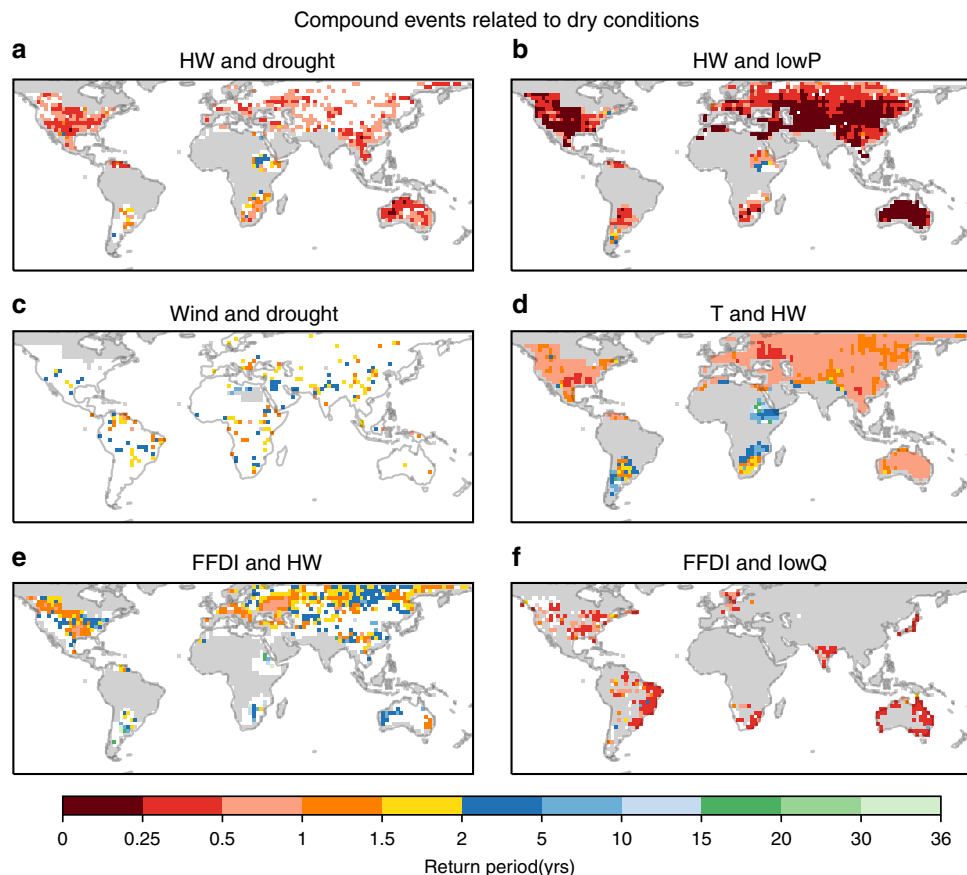 Compound events related to dry conditions
a HW and drought
b HW and lowP
c Wind and drought
d T and HW
e FFDI and HW
f FFDI and lowQ
0 0.25 0.5 1 1.5 2 5 10 15 20 30 36
Return period(yrs)